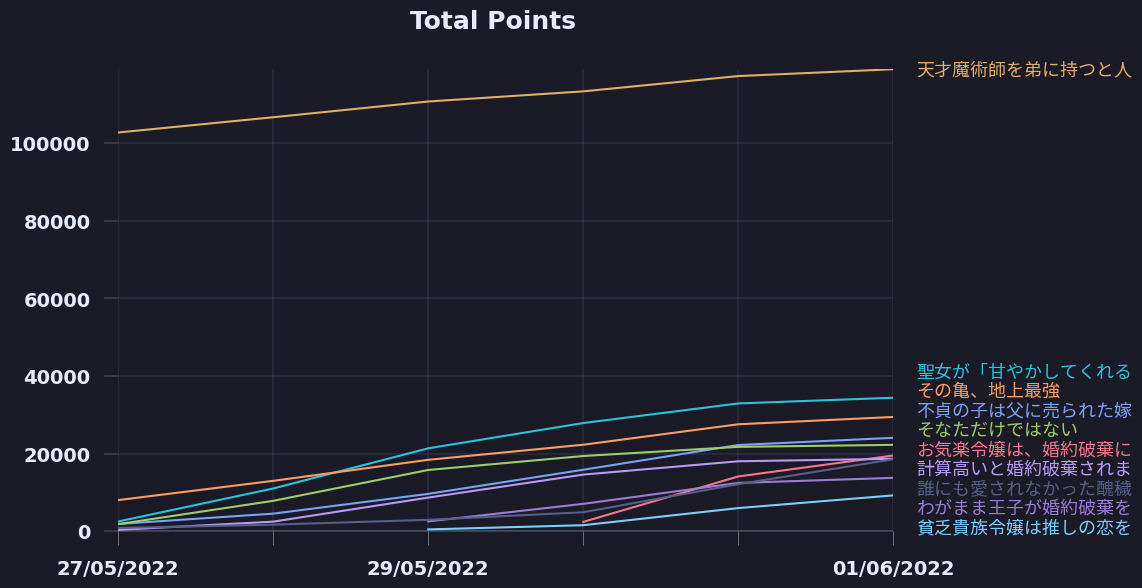 Total Points
天才魔術師を弟に持つと人
100000
80000
60000
40000
20000
0
聖女が「甘やかしてくれる
その亀、地上最強
不貞の子は父に売られた嫁
そなただけではない
お気楽令嬢は、婚約破棄に
計算高いと婚約破棄されま
誰にも愛されなかった醜穢
わがまま王子が婚約破棄を
貧乏貴族令嬢は推しの恋を
27/05/2022
29/05/2022
01/06/2022